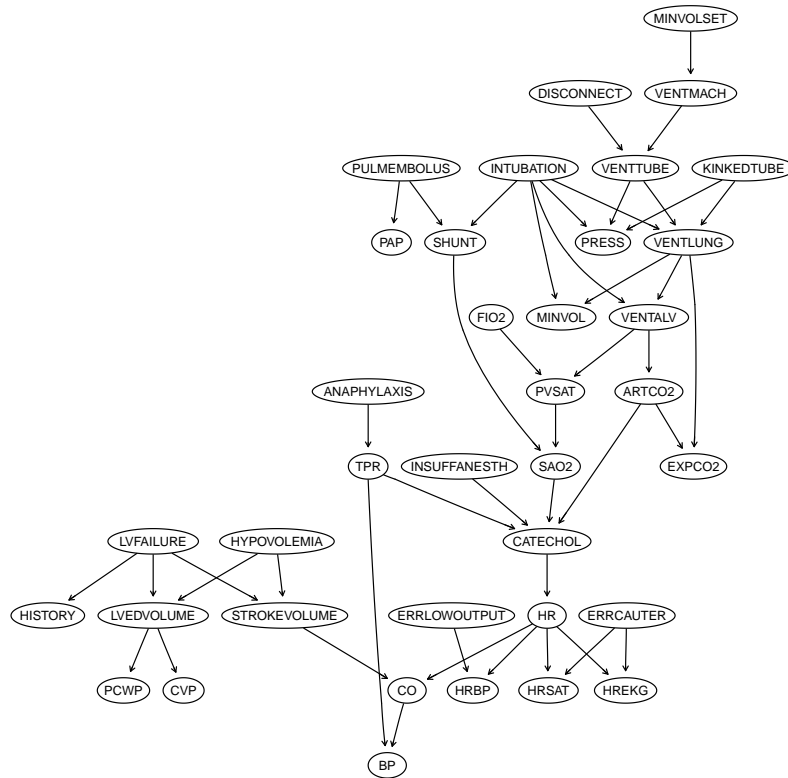 MINVOLSET
DISCONNECT VENTMACH
PULMEMBOLUS INTUBATION VENTTUBE KINKEDTUBE
PAP SHUNT PRESS VENTLUNG
FIO2 MINVOL VENTALV
ANAPHYLAXIS PVSAT ARTCO2
TPR INSUFFANESTH SAO2 EXPCO2
LVFAILURE HYPOVOLEMIA CATECHOL
HISTORY LVEDVOLUME STROKEVOLUME ERRLOWOUTPUT HR ERRCAUTER
PCWP CVP CO HRBP HRSAT HREKG
BP